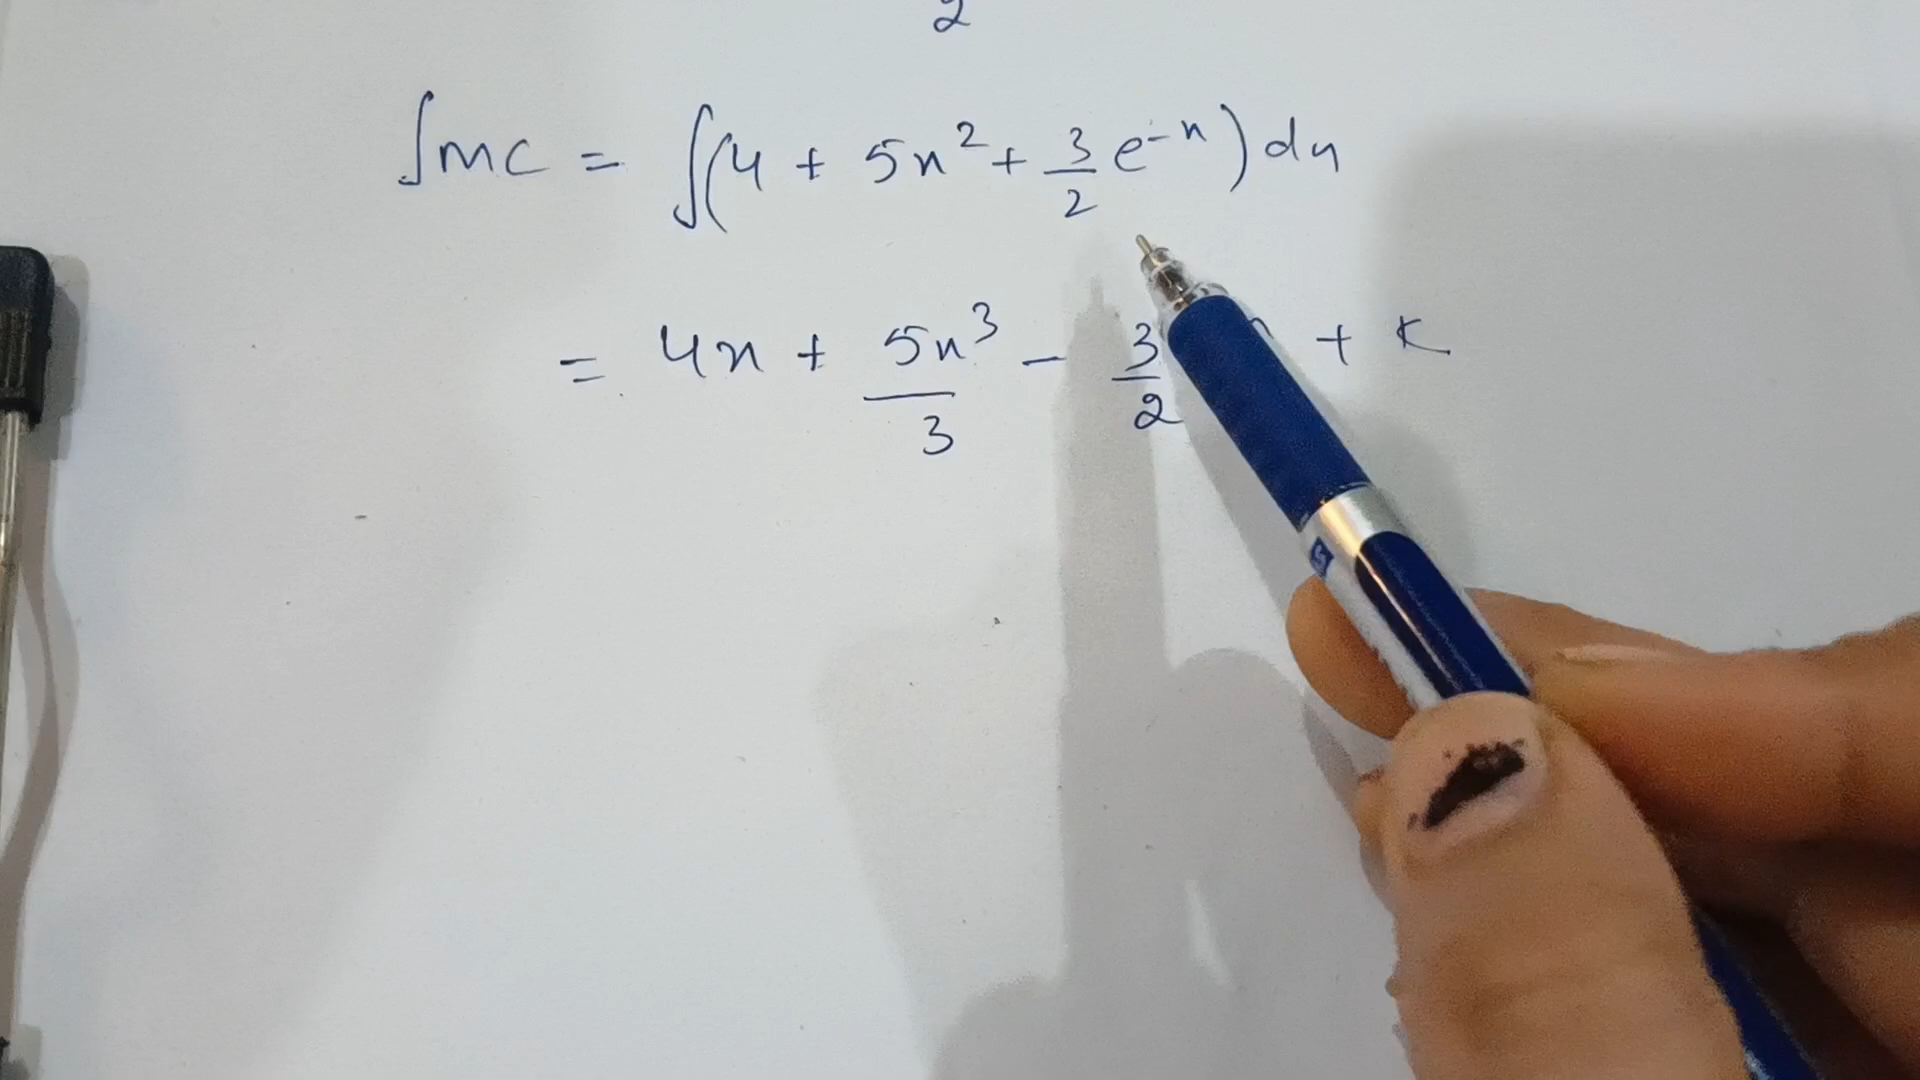 2
∫MC = ∫(4 + 5x² + 3/2 e⁻ˣ) dx
= 4x + 5x³/3 − 3/2 + K